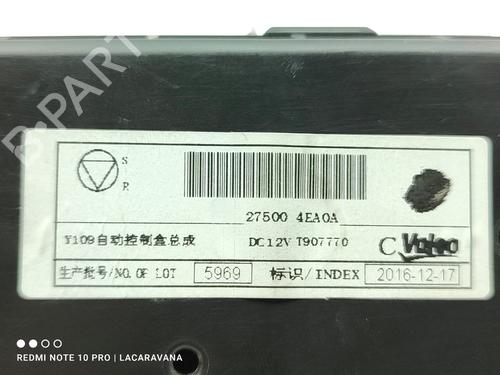 B-PARTS
S
R
27500 4EA0A
Y109自动控制盒总成 DC12V T907770
C Valeo
生产批号/NO.OF LOT 5969 标识/INDEX 2016-12-17
REDMI NOTE 10 PRO | LACARAVANA